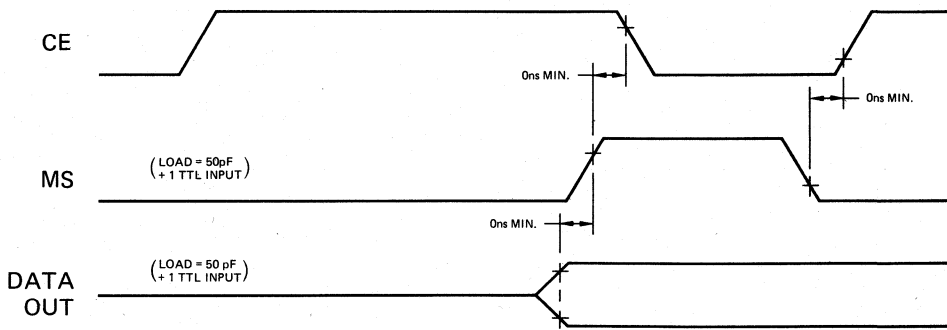 CE
0ns MIN.
0ns MIN.
MS
(LOAD = 50pF
+ 1 TTL INPUT)
0ns MIN.
DATA
OUT
(LOAD = 50 pF
+ 1 TTL INPUT)